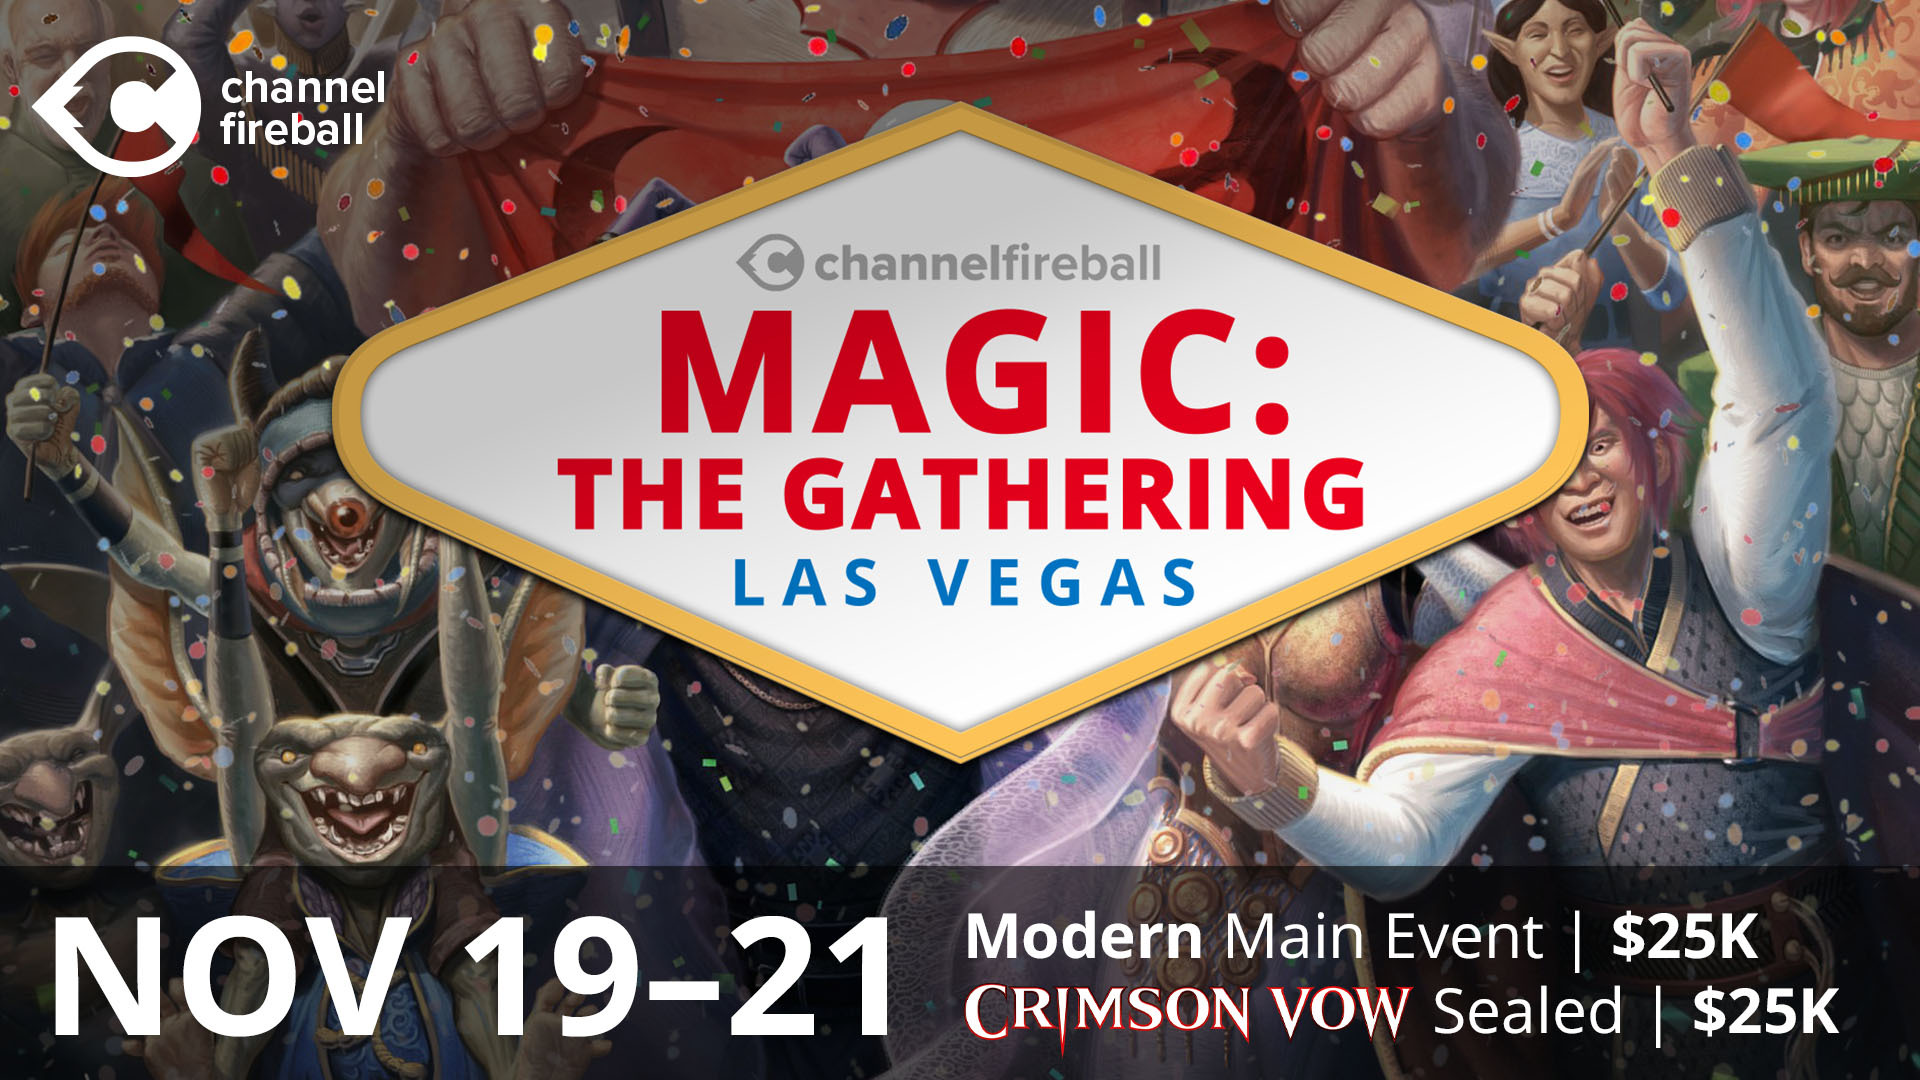 channel
fireball
channelfireball
MAGIC:
THE GATHERING
LAS VEGAS
NOV 19–21
Modern Main Event | $25K
CRIMSON VOW Sealed | $25K